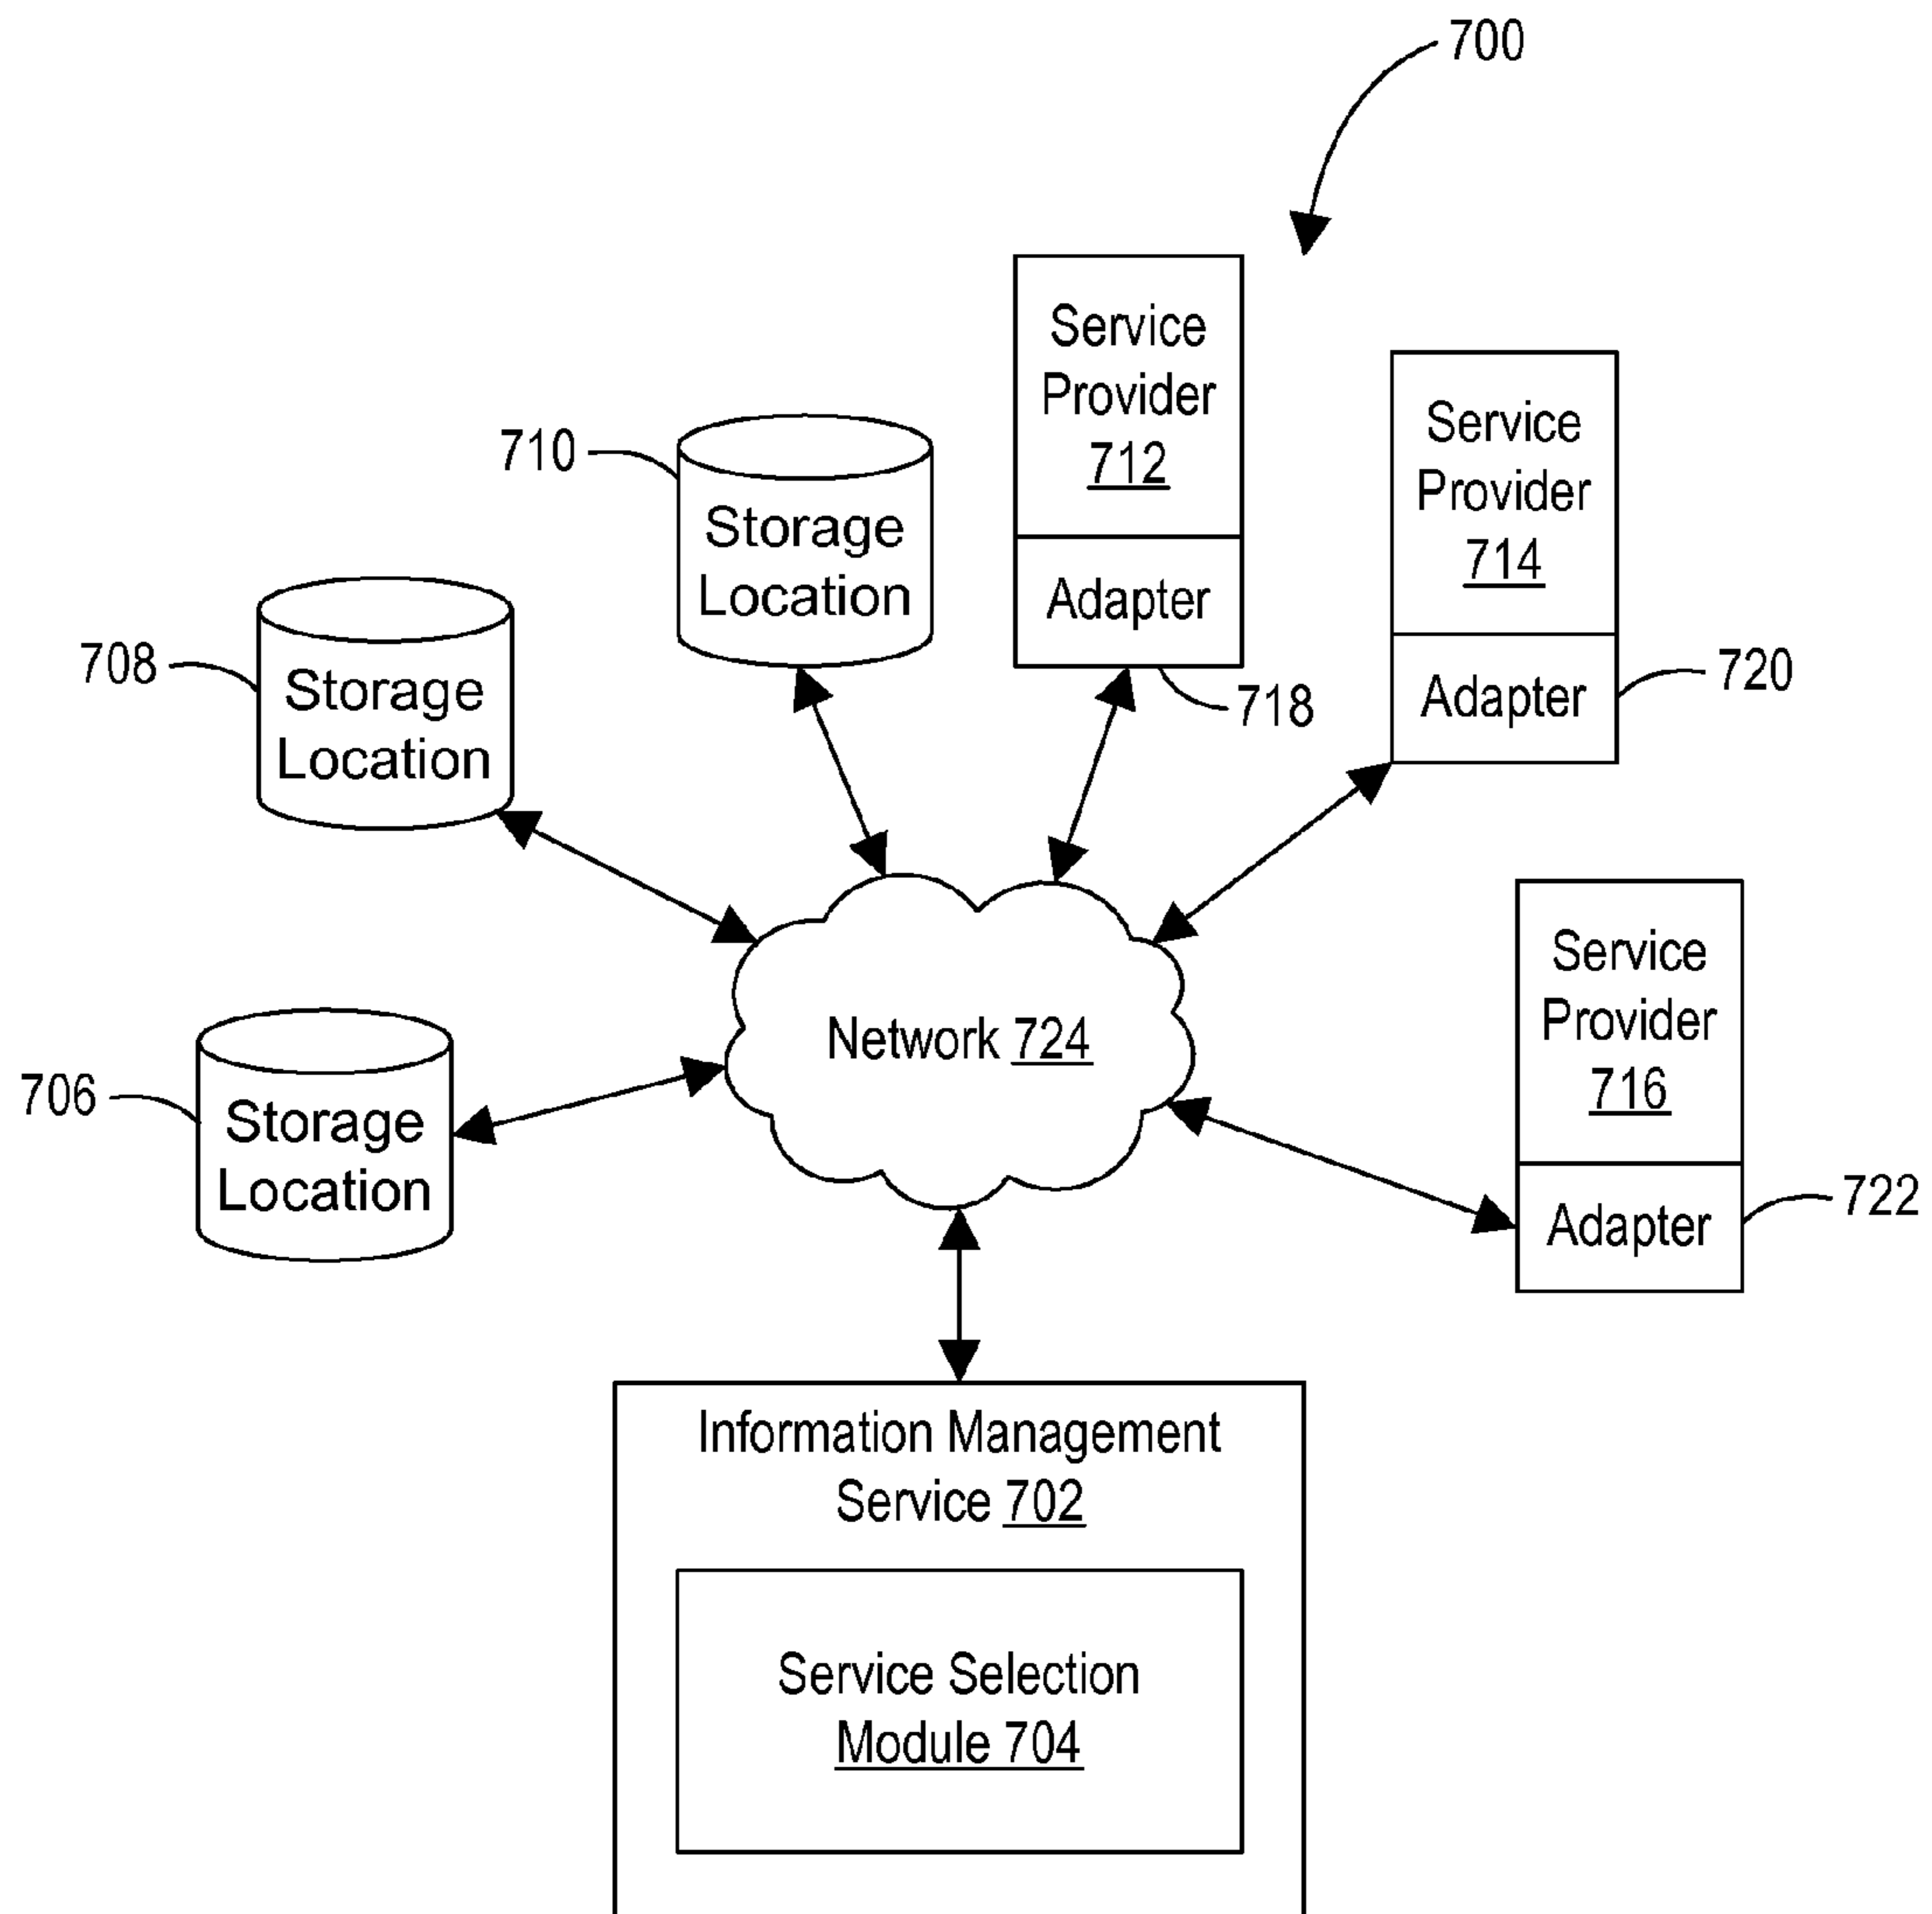 700
Service
Provider
712
Adapter
718
Service
Provider
714
Adapter
720
710
Storage
Location
708
Storage
Location
706
Storage
Location
Network 724
Service
Provider
716
Adapter
722
Information Management
Service 702
Service Selection
Module 704